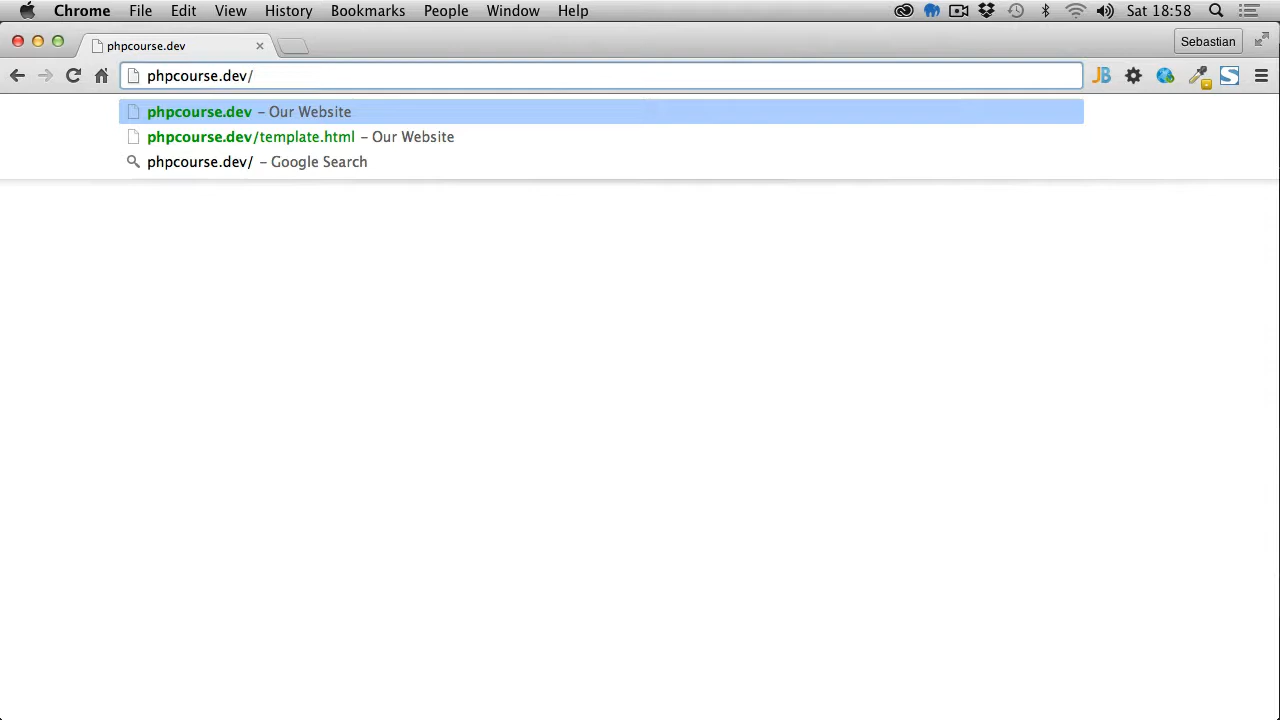 Chrome File Edit View History Bookmarks People Window Help Sat 18:58
phpcourse.dev Sebastian
phpcourse.dev/ JB S
phpcourse.dev – Our Website
phpcourse.dev/template.html – Our Website
phpcourse.dev/ – Google Search